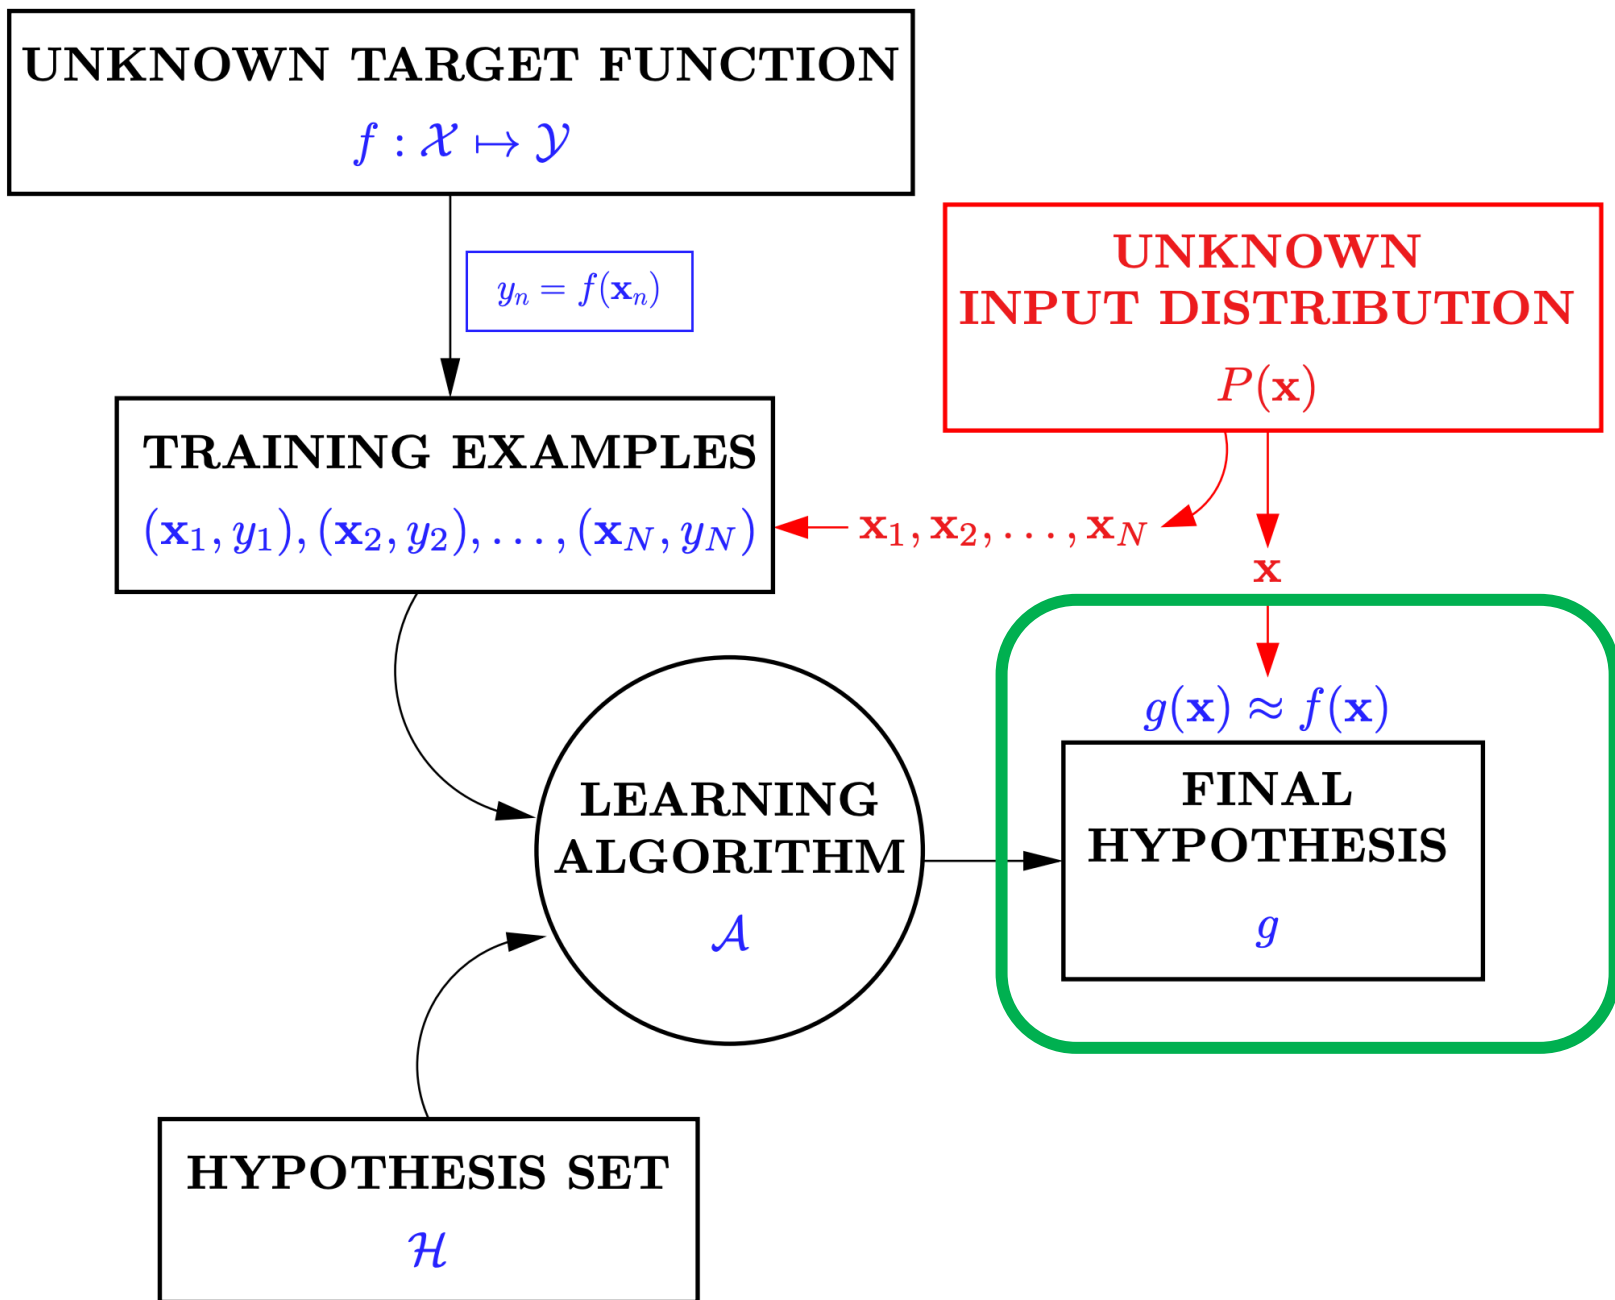 UNKNOWN TARGET FUNCTION
f : 𝒳 ↦ 𝒴
yₙ = f(𝐱ₙ)
UNKNOWN
INPUT DISTRIBUTION
P(𝐱)
TRAINING EXAMPLES
(𝐱₁, y₁), (𝐱₂, y₂), . . . , (𝐱_N, y_N)
𝐱₁, 𝐱₂, . . . , 𝐱_N
𝐱
g(𝐱) ≈ f(𝐱)
LEARNING
ALGORITHM
𝒜
FINAL
HYPOTHESIS
g
HYPOTHESIS SET
ℋ